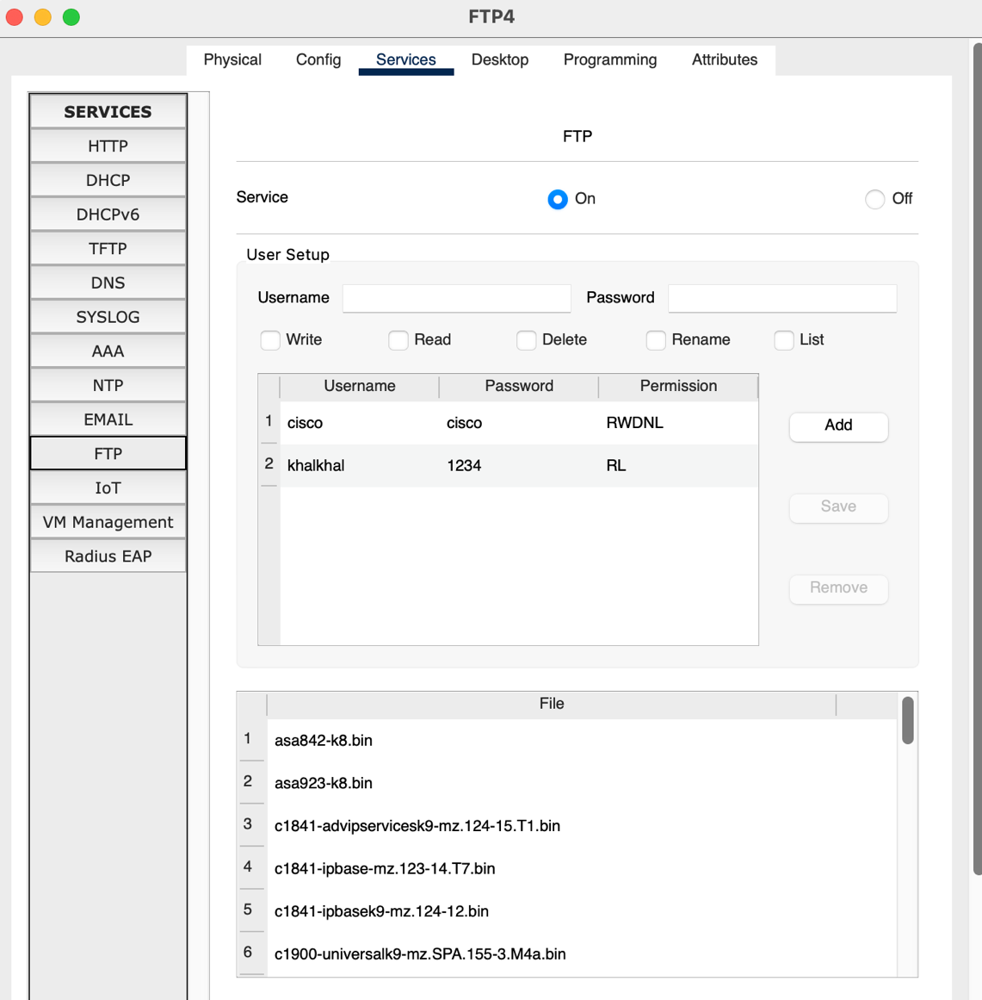 FTP4
Physical Config Services Desktop Programming Attributes
SERVICES
HTTP
DHCP
DHCPv6
TFTP
DNS
SYSLOG
AAA
NTP
EMAIL
FTP
IoT
VM Management
Radius EAP
FTP
Service On Off
User Setup
Username Password
Write Read Delete Rename List
Username Password Permission
1 cisco cisco RWDNL
2 khalkhal 1234 RL
Add
Save
Remove
File
1 asa842-k8.bin
2 asa923-k8.bin
3 c1841-advipservicesk9-mz.124-15.T1.bin
4 c1841-ipbase-mz.123-14.T7.bin
5 c1841-ipbasek9-mz.124-12.bin
6 c1900-universalk9-mz.SPA.155-3.M4a.bin